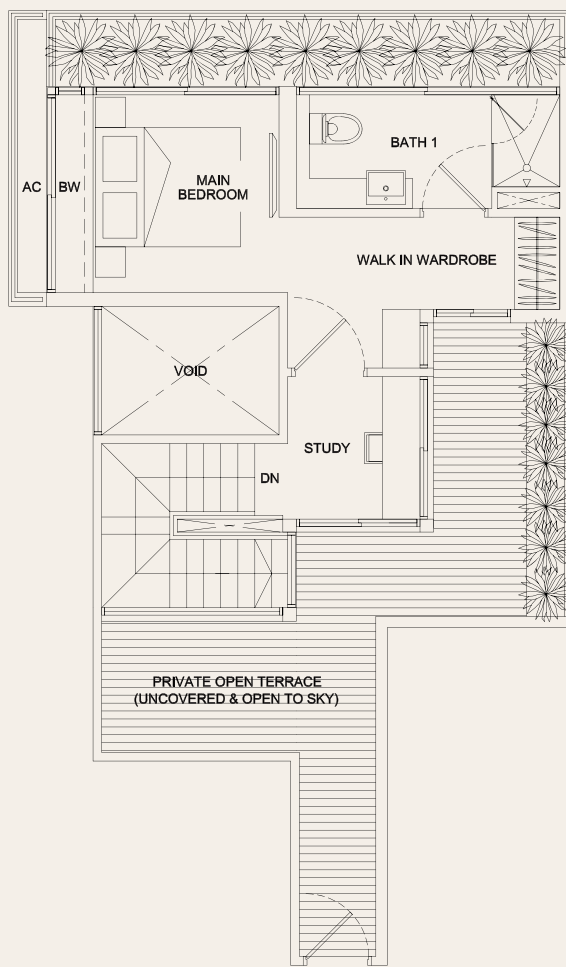 BATH 1
AC
BW
MAIN
BEDROOM
WALK IN WARDROBE
VOID
STUDY
DN
PRIVATE OPEN TERRACE
(UNCOVERED & OPEN TO SKY)